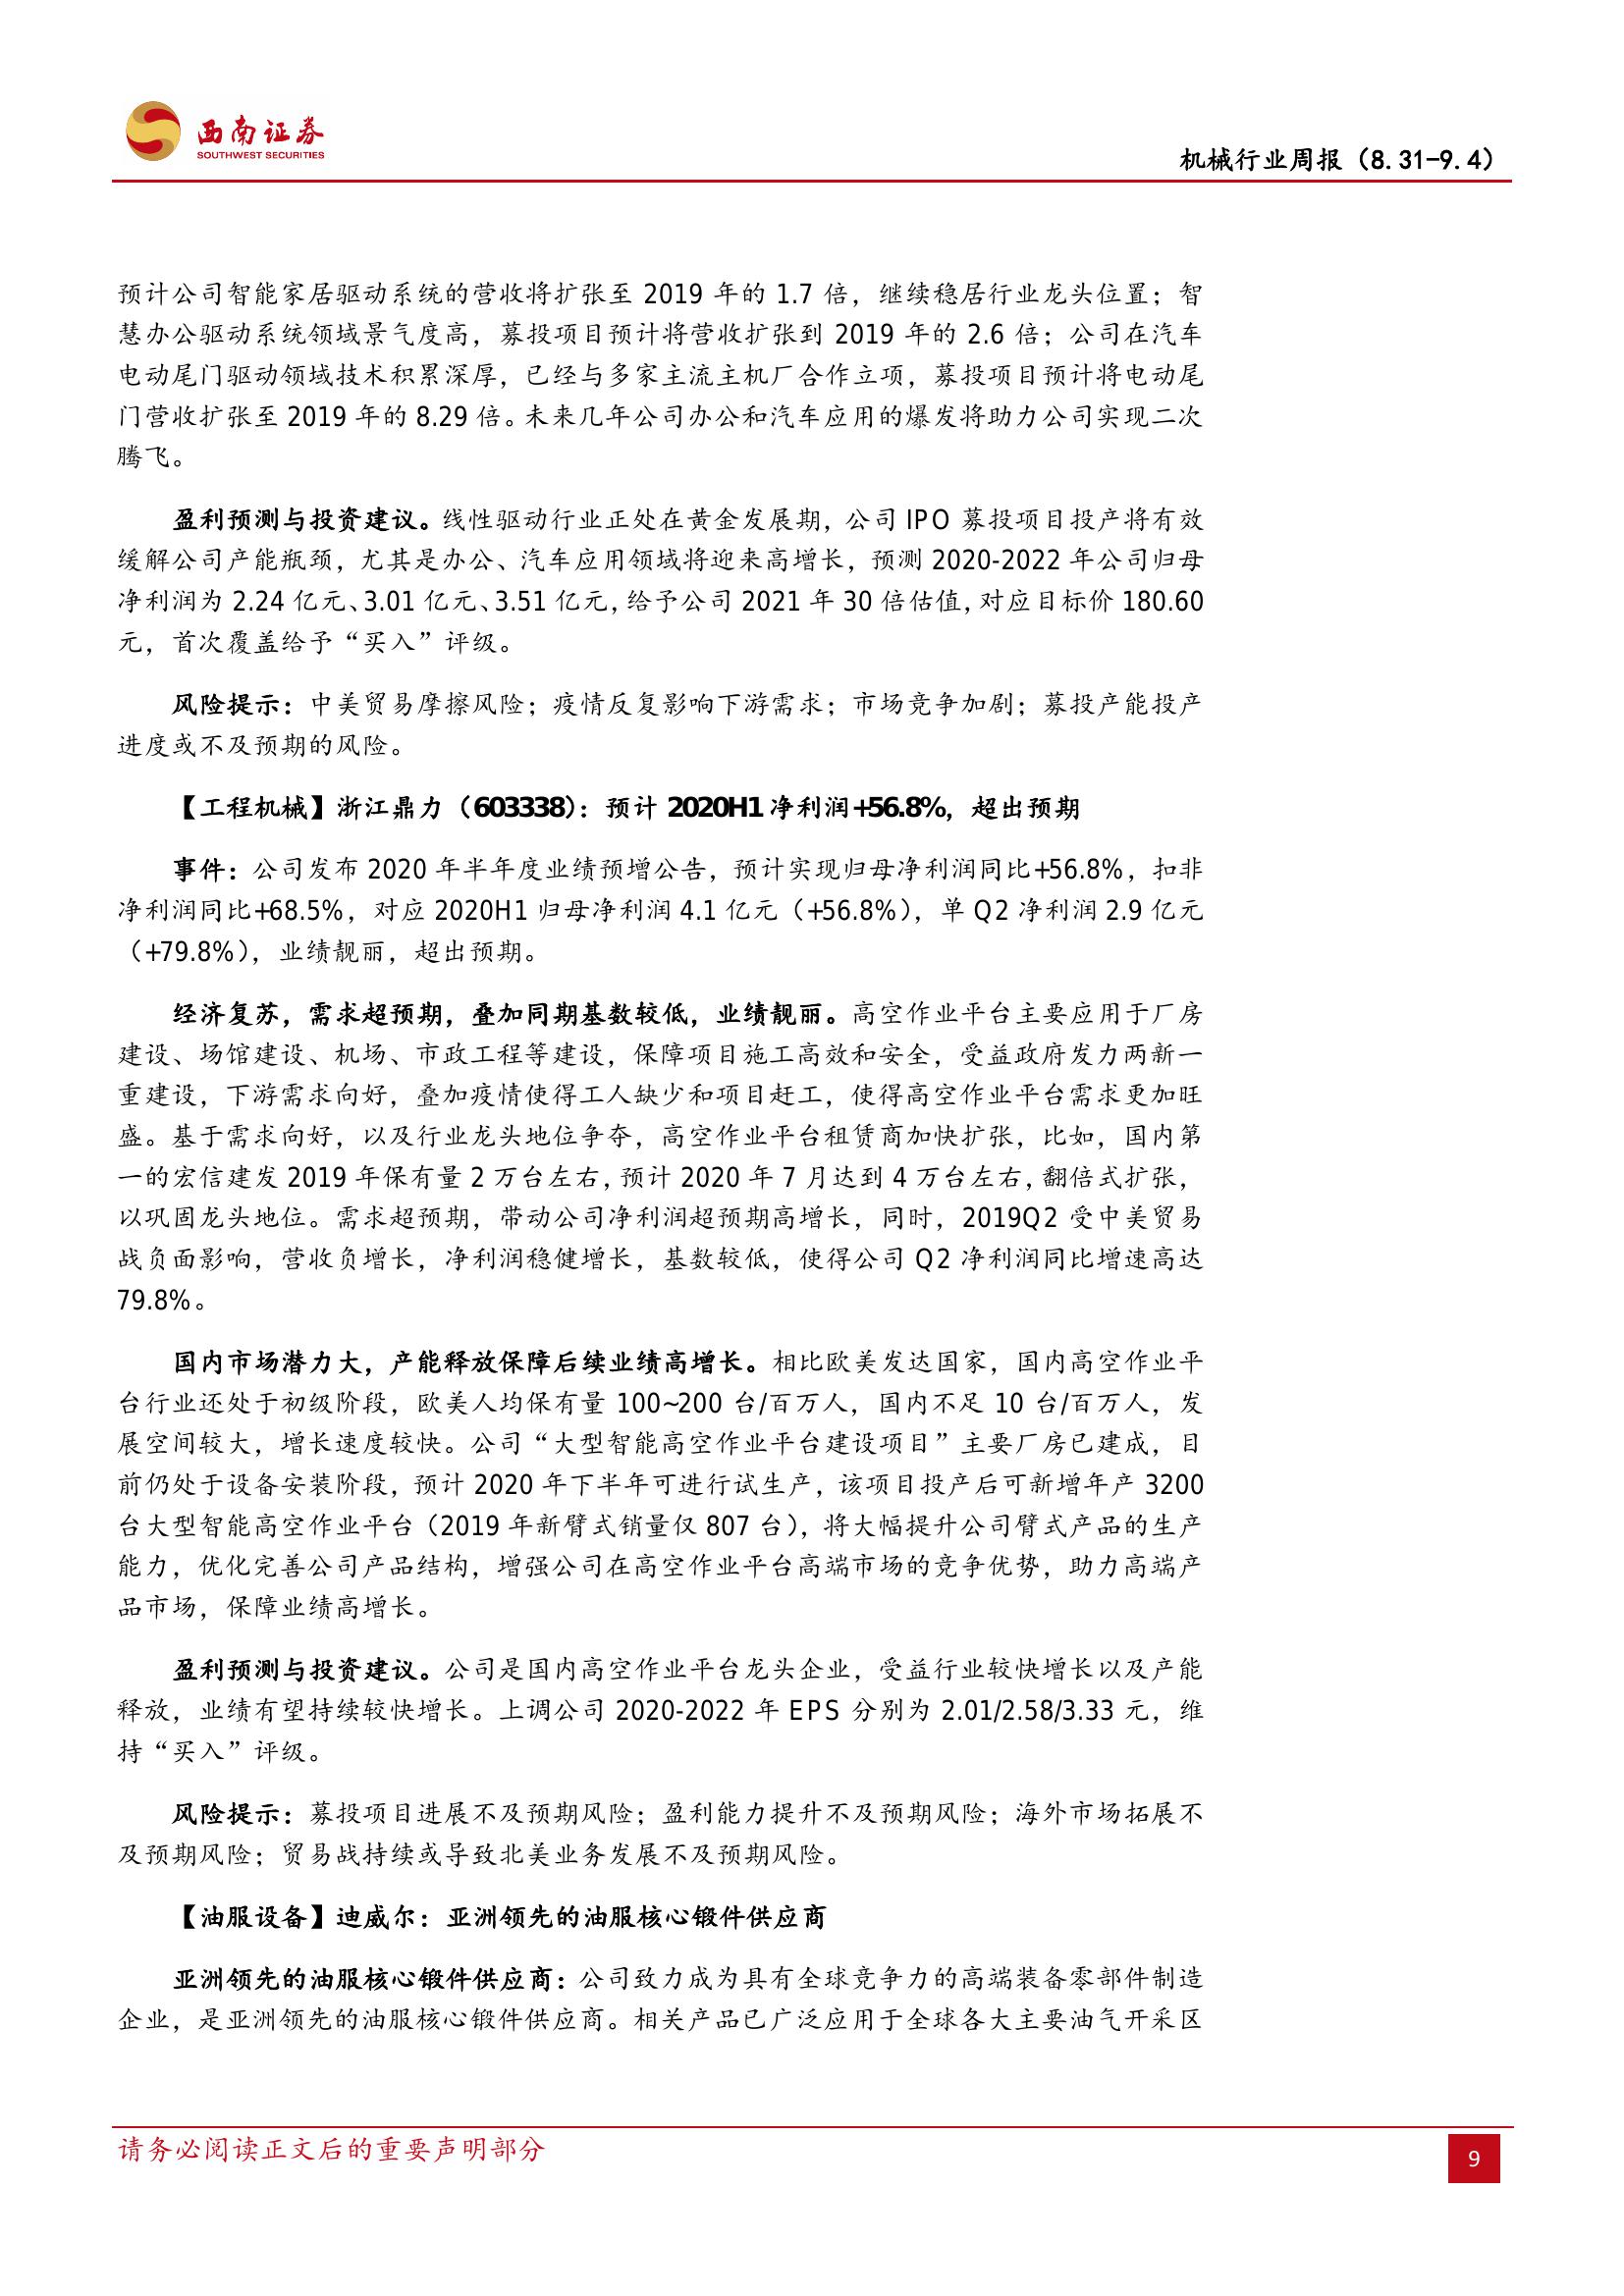 西南证券
SOUTHWEST SECURITIES
机械行业周报（8.31-9.4）
预计公司智能家居驱动系统的营收将扩张至 2019 年的 1.7 倍，继续稳居行业龙头位置；智
慧办公驱动系统领域景气度高，募投项目预计将营收扩张到 2019 年的 2.6 倍；公司在汽车
电动尾门驱动领域技术积累深厚，已经与多家主流主机厂合作立项，募投项目预计将电动尾
门营收扩张至 2019 年的 8.29 倍。未来几年公司办公和汽车应用的爆发将助力公司实现二次
腾飞。
盈利预测与投资建议。线性驱动行业正处在黄金发展期，公司 IPO 募投项目投产将有效
缓解公司产能瓶颈，尤其是办公、汽车应用领域将迎来高增长，预测 2020-2022 年公司归母
净利润为 2.24 亿元、3.01 亿元、3.51 亿元，给予公司 2021 年 30 倍估值，对应目标价 180.60
元，首次覆盖给予“买入”评级。
风险提示：中美贸易摩擦风险；疫情反复影响下游需求；市场竞争加剧；募投产能投产
进度或不及预期的风险。
【工程机械】浙江鼎力（603338）：预计 2020H1 净利润+56.8%，超出预期
事件：公司发布 2020 年半年度业绩预增公告，预计实现归母净利润同比+56.8%，扣非
净利润同比+68.5%，对应 2020H1 归母净利润 4.1 亿元（+56.8%），单 Q2 净利润 2.9 亿元
（+79.8%），业绩靓丽，超出预期。
经济复苏，需求超预期，叠加同期基数较低，业绩靓丽。高空作业平台主要应用于厂房
建设、场馆建设、机场、市政工程等建设，保障项目施工高效和安全，受益政府发力两新一
重建设，下游需求向好，叠加疫情使得工人缺少和项目赶工，使得高空作业平台需求更加旺
盛。基于需求向好，以及行业龙头地位争夺，高空作业平台租赁商加快扩张，比如，国内第
一的宏信建发 2019 年保有量 2 万台左右，预计 2020 年 7 月达到 4 万台左右，翻倍式扩张，
以巩固龙头地位。需求超预期，带动公司净利润超预期高增长，同时，2019Q2 受中美贸易
战负面影响，营收负增长，净利润稳健增长，基数较低，使得公司 Q2 净利润同比增速高达
79.8%。
国内市场潜力大，产能释放保障后续业绩高增长。相比欧美发达国家，国内高空作业平
台行业还处于初级阶段，欧美人均保有量 100~200 台/百万人，国内不足 10 台/百万人，发
展空间较大，增长速度较快。公司“大型智能高空作业平台建设项目”主要厂房已建成，目
前仍处于设备安装阶段，预计 2020 年下半年可进行试生产，该项目投产后可新增年产 3200
台大型智能高空作业平台（2019 年新臂式销量仅 807 台），将大幅提升公司臂式产品的生产
能力，优化完善公司产品结构，增强公司在高空作业平台高端市场的竞争优势，助力高端产
品市场，保障业绩高增长。
盈利预测与投资建议。公司是国内高空作业平台龙头企业，受益行业较快增长以及产能
释放，业绩有望持续较快增长。上调公司 2020-2022 年 EPS 分别为 2.01/2.58/3.33 元，维
持“买入”评级。
风险提示：募投项目进展不及预期风险；盈利能力提升不及预期风险；海外市场拓展不
及预期风险；贸易战持续或导致北美业务发展不及预期风险。
【油服设备】迪威尔：亚洲领先的油服核心锻件供应商
亚洲领先的油服核心锻件供应商：公司致力成为具有全球竞争力的高端装备零部件制造
企业，是亚洲领先的油服核心锻件供应商。相关产品已广泛应用于全球各大主要油气开采区
请务必阅读正文后的重要声明部分
9